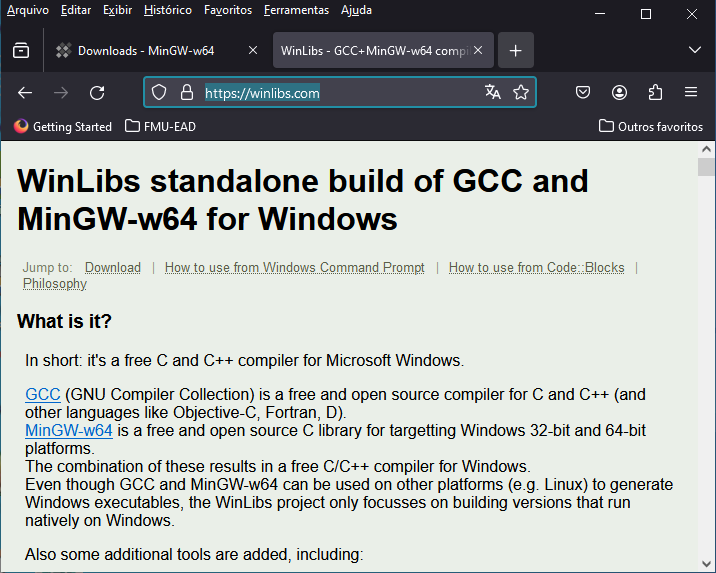 Arquivo Editar Exibir Histórico Favoritos Ferramentas Ajuda
Downloads - MinGW-w64
WinLibs - GCC+MinGW-w64 compi
https://winlibs.com
Getting Started
FMU-EAD
Outros favoritos
WinLibs standalone build of GCC and
MinGW-w64 for Windows
Jump to: Download | How to use from Windows Command Prompt | How to use from Code::Blocks |
Philosophy
What is it?
In short: it's a free C and C++ compiler for Microsoft Windows.
GCC (GNU Compiler Collection) is a free and open source compiler for C and C++ (and
other languages like Objective-C, Fortran, D).
MinGW-w64 is a free and open source C library for targetting Windows 32-bit and 64-bit
platforms.
The combination of these results in a free C/C++ compiler for Windows.
Even though GCC and MinGW-w64 can be used on other platforms (e.g. Linux) to generate
Windows executables, the WinLibs project only focusses on building versions that run
natively on Windows.
Also some additional tools are added, including: